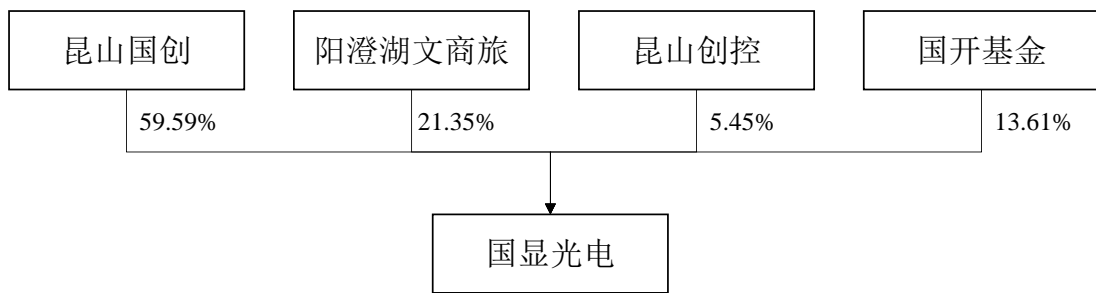 昆山国创
阳澄湖文商旅
昆山创控
国开基金
59.59%
21.35%
5.45%
13.61%
国显光电